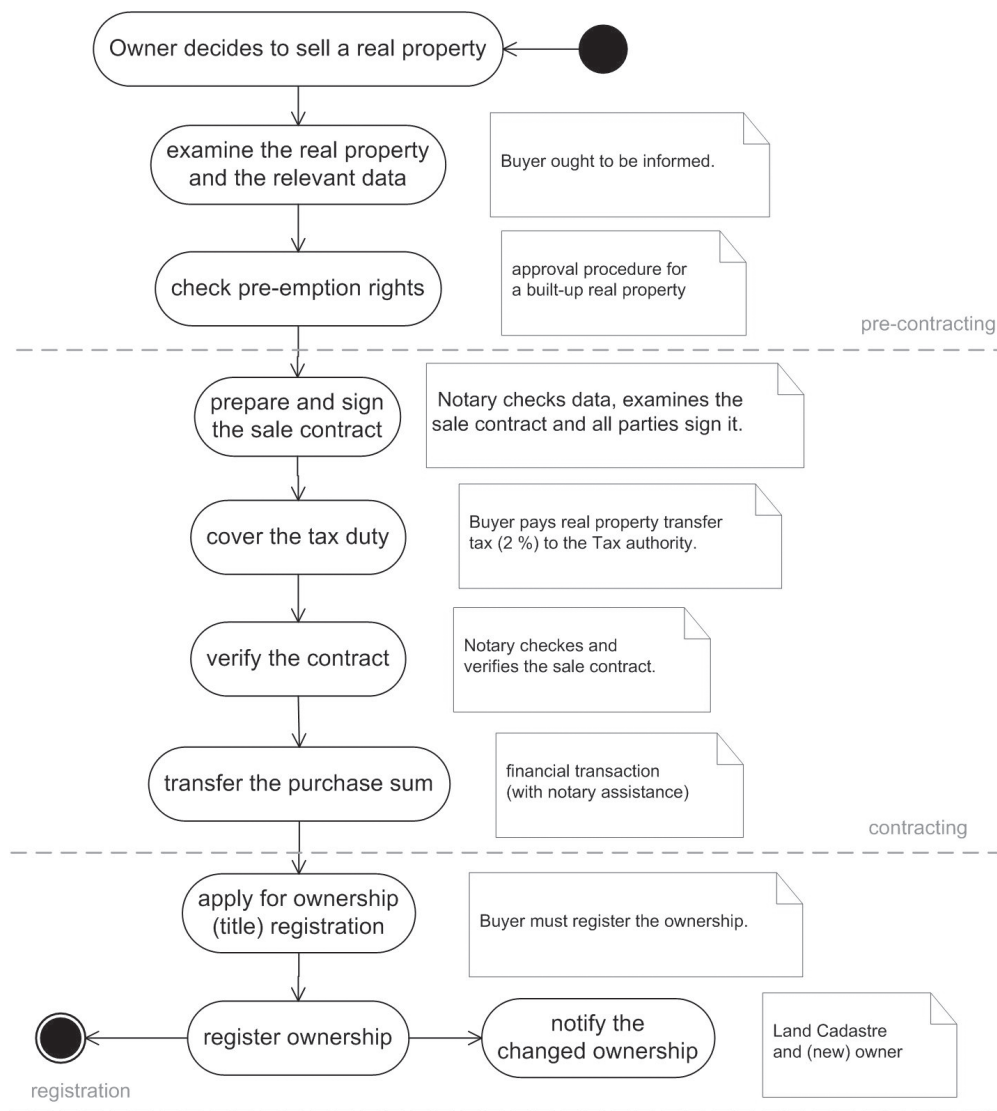 Owner decides to sell a real property
examine the real property
and the relevant data
Buyer ought to be informed.
check pre-emption rights
approval procedure for
a built-up real property
pre-contracting
prepare and sign
the sale contract
Notary checks data, examines the
sale contract and all parties sign it.
cover the tax duty
Buyer pays real property transfer
tax (2 %) to the Tax authority.
verify the contract
Notary checkes and
verifies the sale contract.
transfer the purchase sum
financial transaction
(with notary assistance)
contracting
apply for ownership
(title) registration
Buyer must register the ownership.
register ownership
notify the
changed ownership
Land Cadastre
and (new) owner
registration